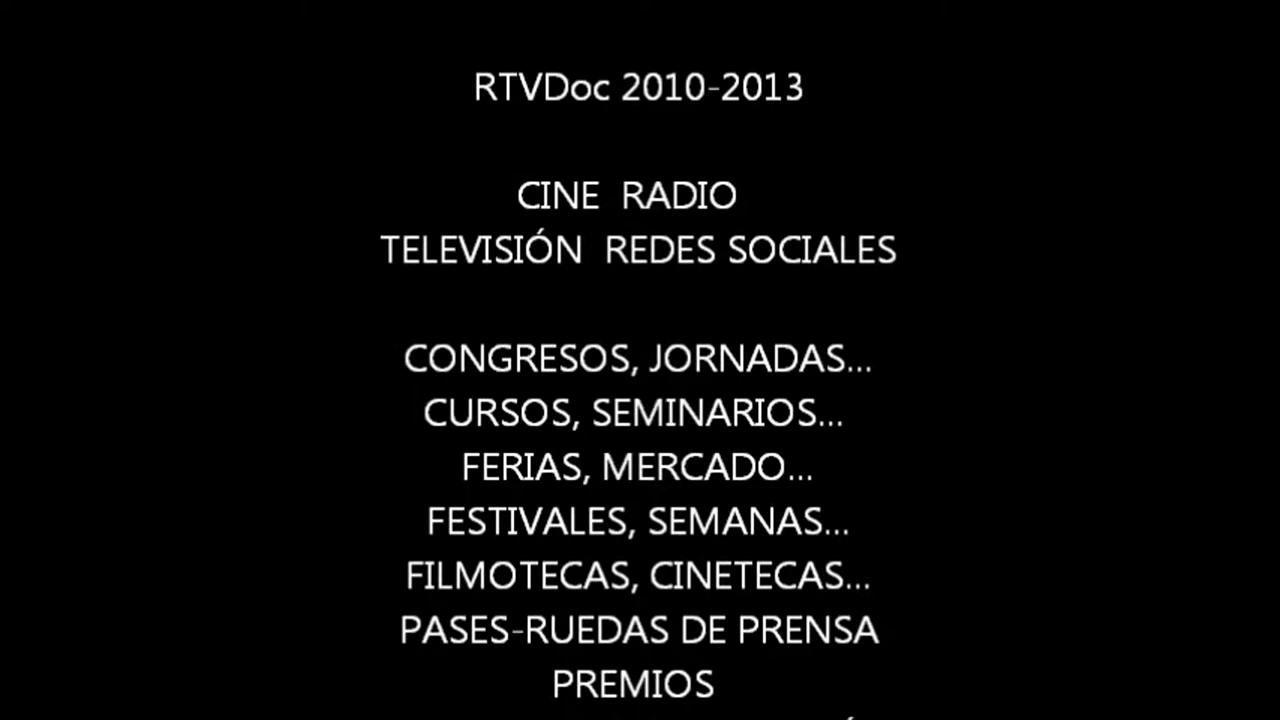 RTVDoc 2010-2013
CINE  RADIO
TELEVISIÓN  REDES SOCIALES
CONGRESOS, JORNADAS...
CURSOS, SEMINARIOS...
FERIAS, MERCADO...
FESTIVALES, SEMANAS...
FILMOTECAS, CINETECAS...
PASES-RUEDAS DE PRENSA
PREMIOS